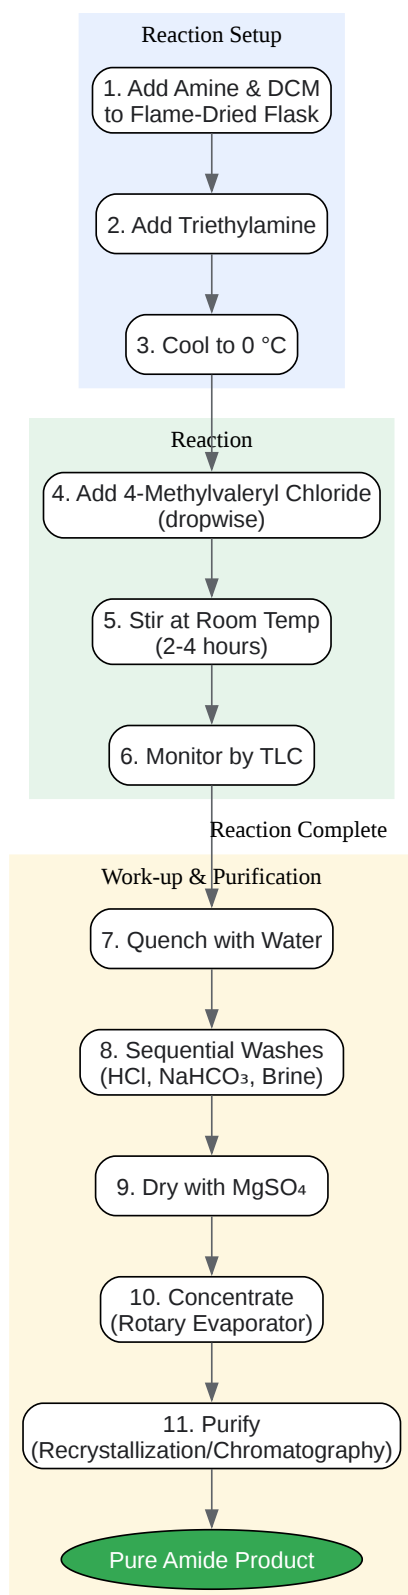 Reaction Setup
1. Add Amine & DCM
to Flame-Dried Flask
2. Add Triethylamine
3. Cool to 0 °C
Reaction
4. Add 4-Methylvaleryl Chloride
(dropwise)
5. Stir at Room Temp
(2-4 hours)
6. Monitor by TLC
Reaction Complete
Work-up & Purification
7. Quench with Water
8. Sequential Washes
(HCl, NaHCO₃, Brine)
9. Dry with MgSO₄
10. Concentrate
(Rotary Evaporator)
11. Purify
(Recrystallization/Chromatography)
Pure Amide Product